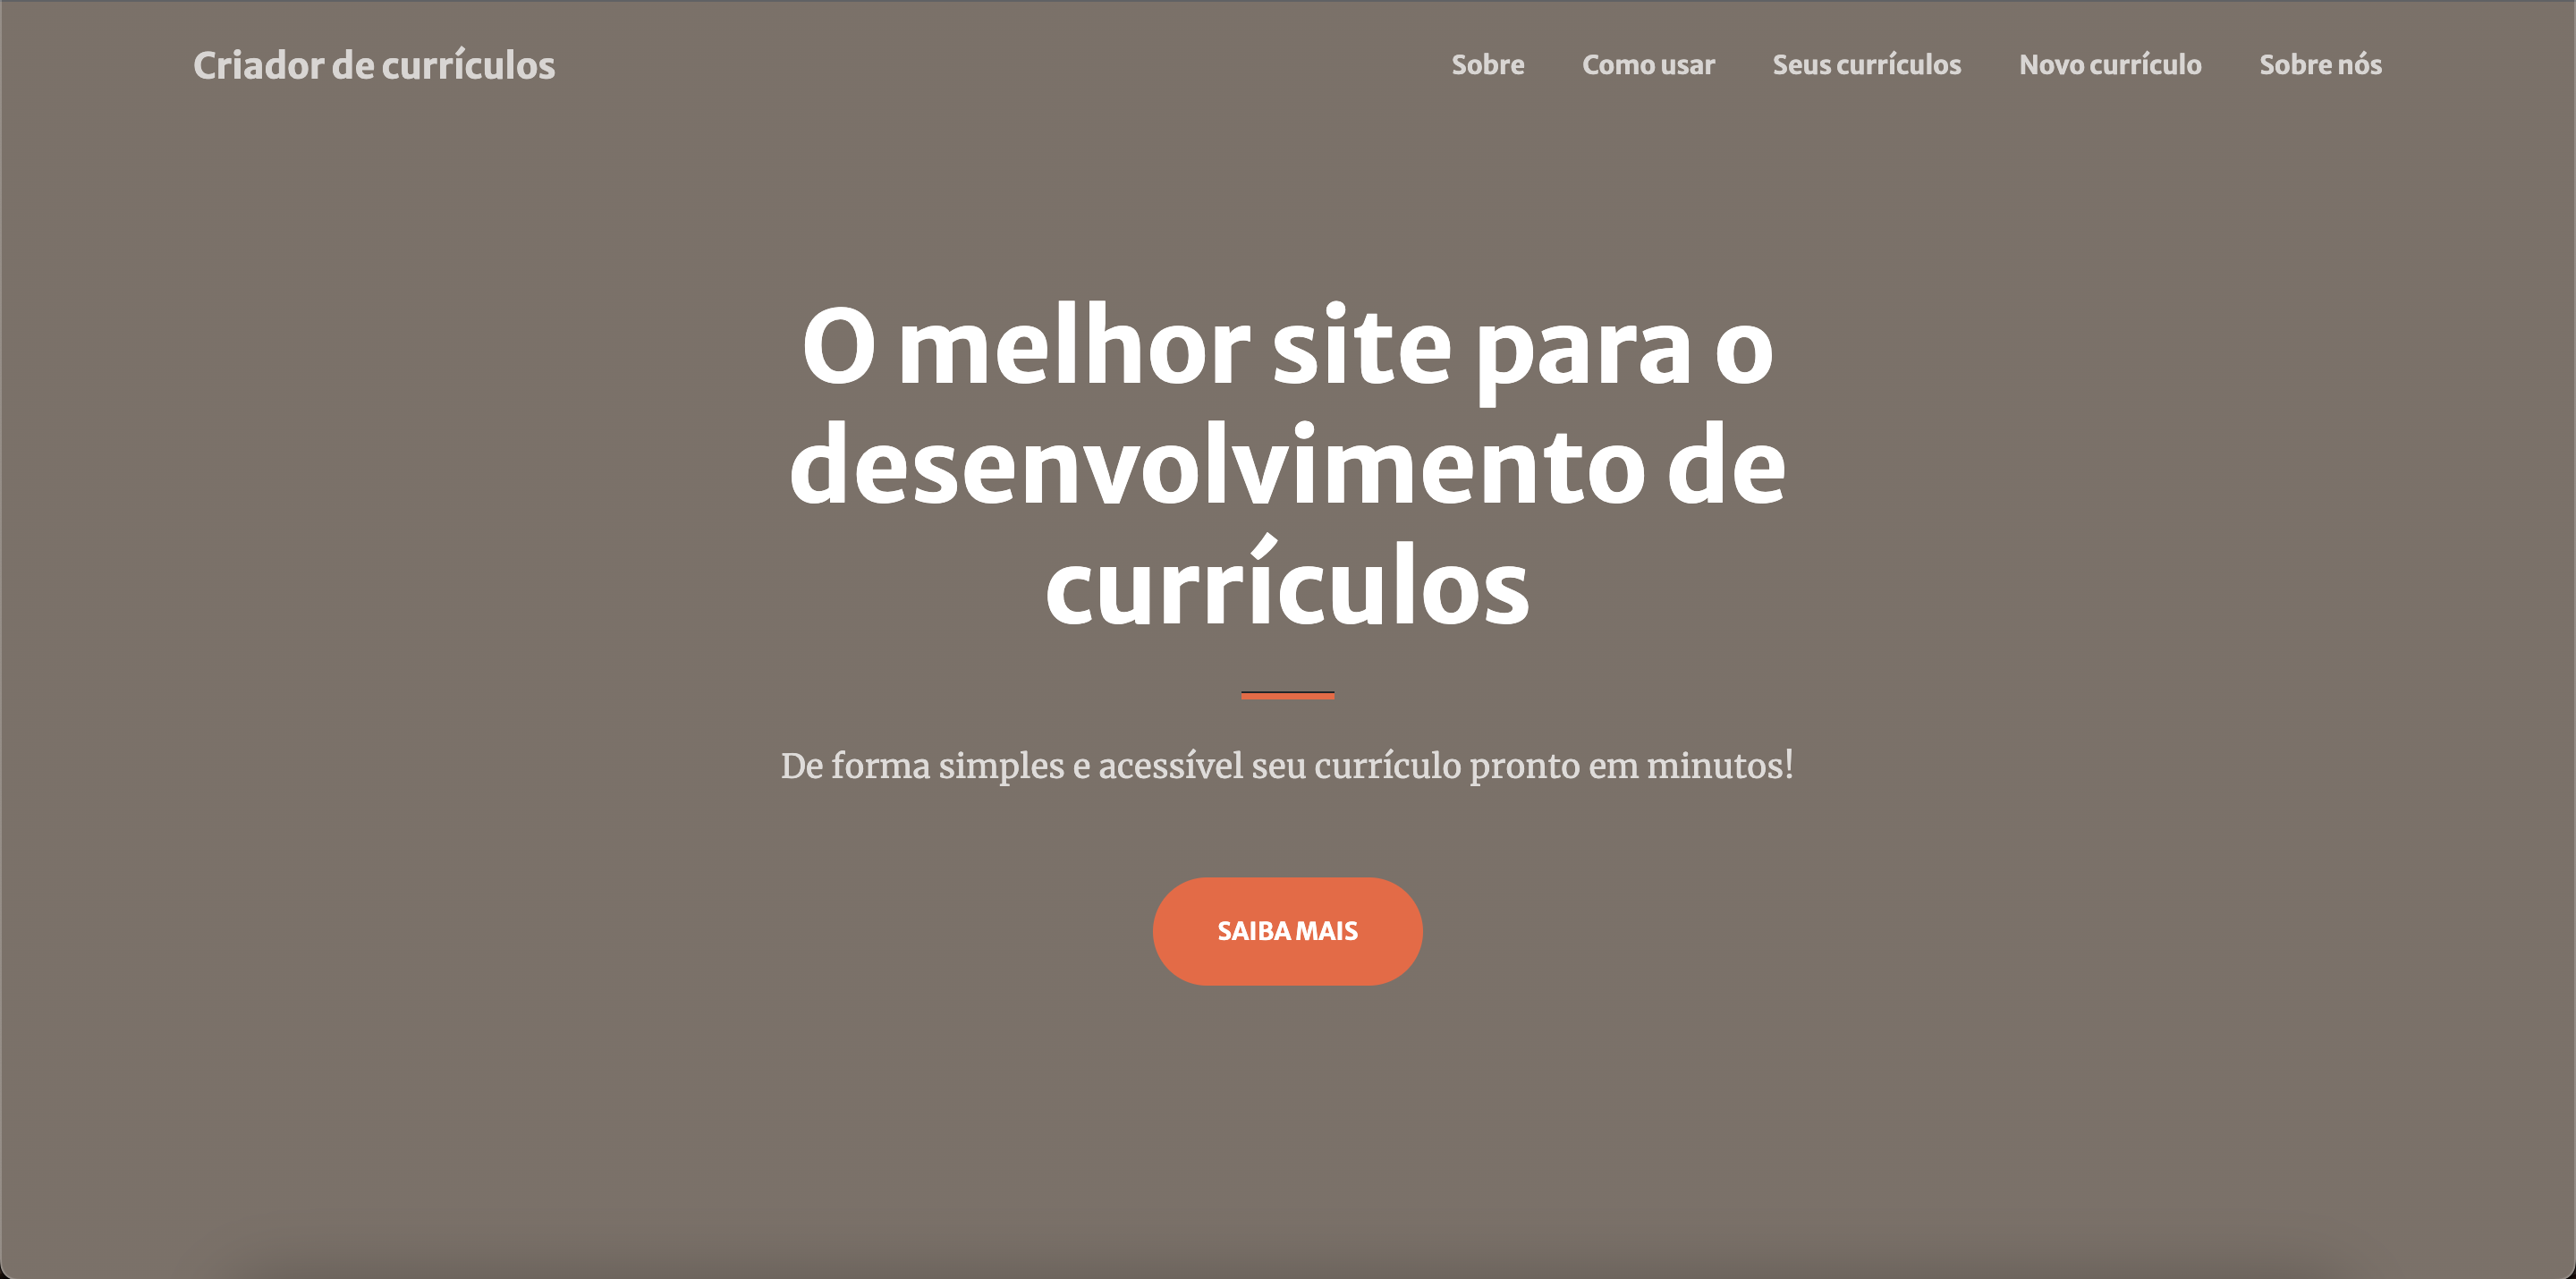 Criador de currículos
Sobre
Como usar
Seus currículos
Novo currículo
Sobre nós
O melhor site para o
desenvolvimento de
currículos
De forma simples e acessível seu currículo pronto em minutos!
SAIBA MAIS